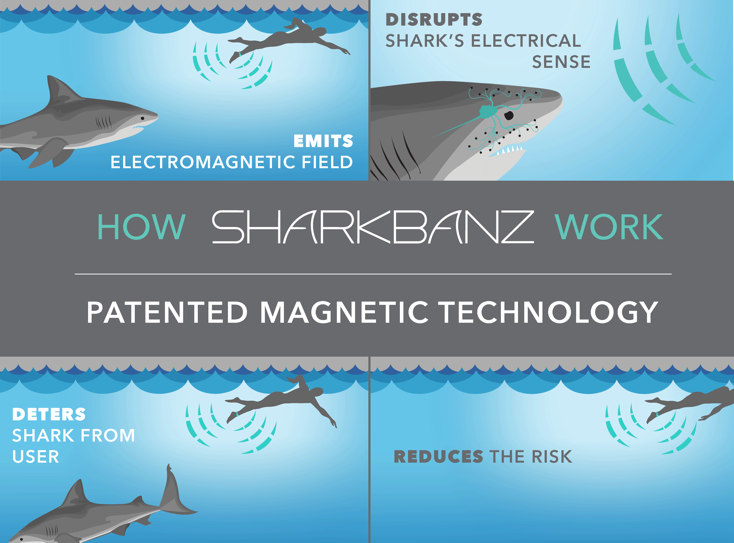 EMITS
ELECTROMAGNETIC FIELD
DISRUPTS
SHARK'S ELECTRICAL
SENSE
HOW SHARKBANZ WORK
PATENTED MAGNETIC TECHNOLOGY
DETERS
SHARK FROM
USER
REDUCES THE RISK